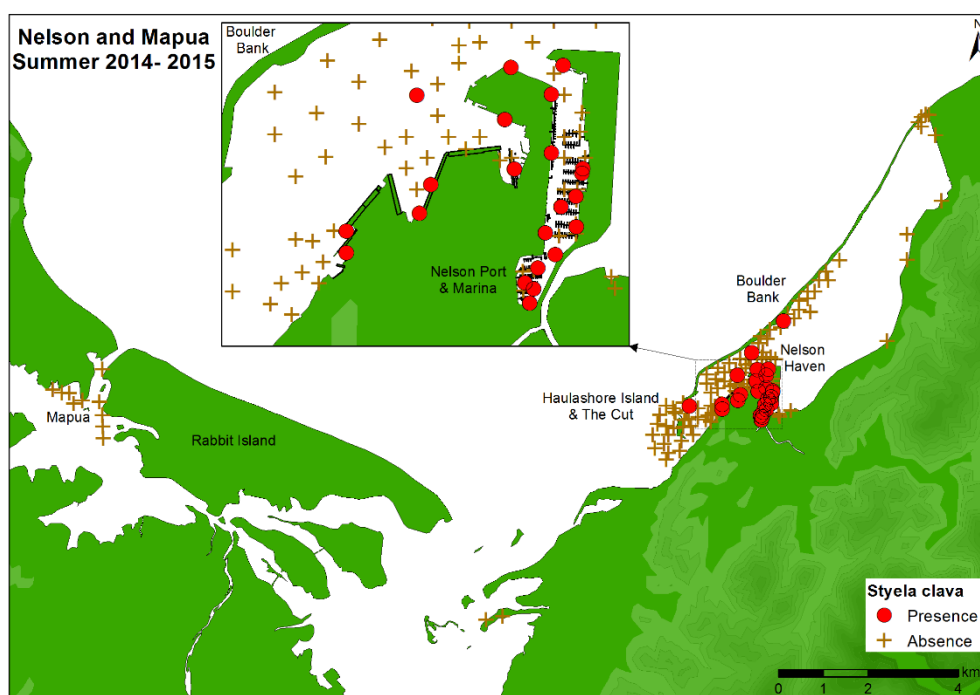 Nelson and Mapua
Summer 2014- 2015
Boulder
Bank
N
Nelson Port
& Marina
Boulder
Bank
Nelson
Haven
Haulashore Island
& The Cut
Mapua
Rabbit Island
Styela clava
Presence
Absence
0 1 2 4
km